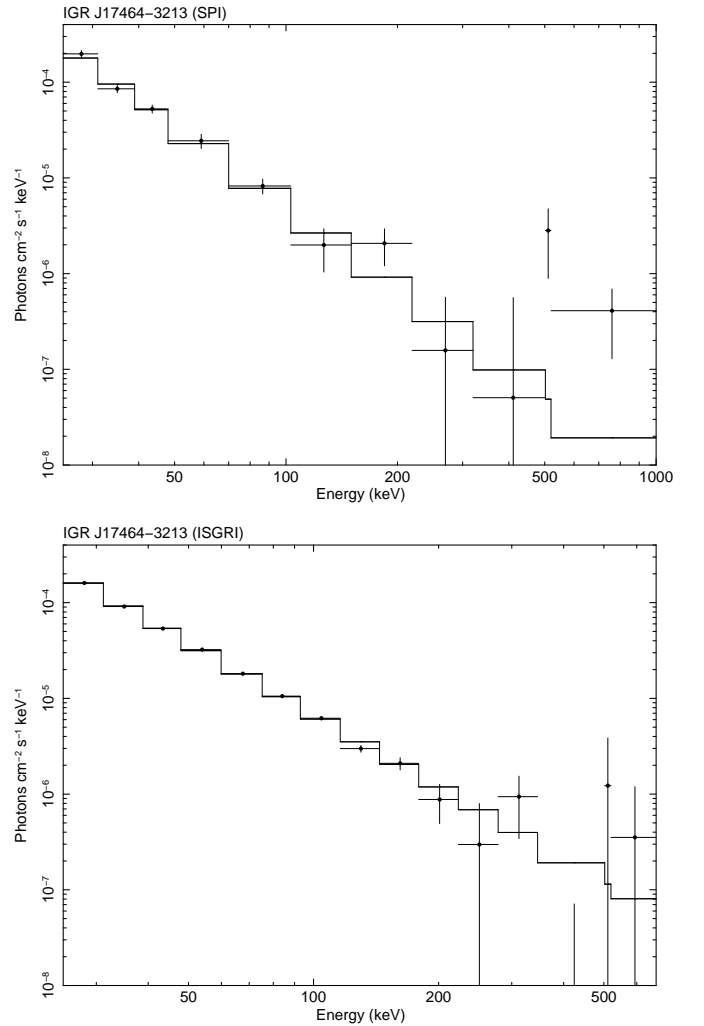 IGR J17464−3213 (SPI)
Photons cm⁻² s⁻¹ keV⁻¹
10⁻⁴
10⁻⁵
10⁻⁶
10⁻⁷
10⁻⁸
50 100 200 500 1000
Energy (keV)
IGR J17464−3213 (ISGRI)
Photons cm⁻² s⁻¹ keV⁻¹
10⁻⁴
10⁻⁵
10⁻⁶
10⁻⁷
10⁻⁸
50 100 200 500
Energy (keV)